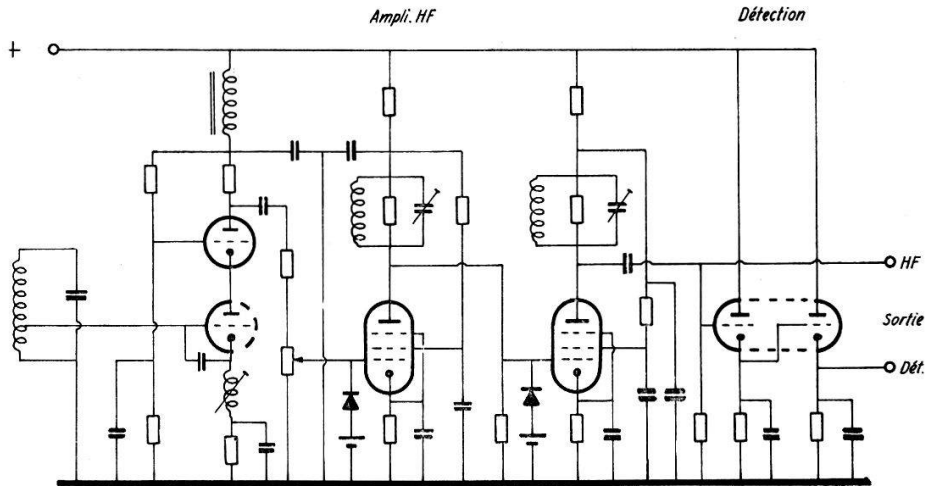 Ampli. HF
Détection
+
HF
Sortie
Dét.